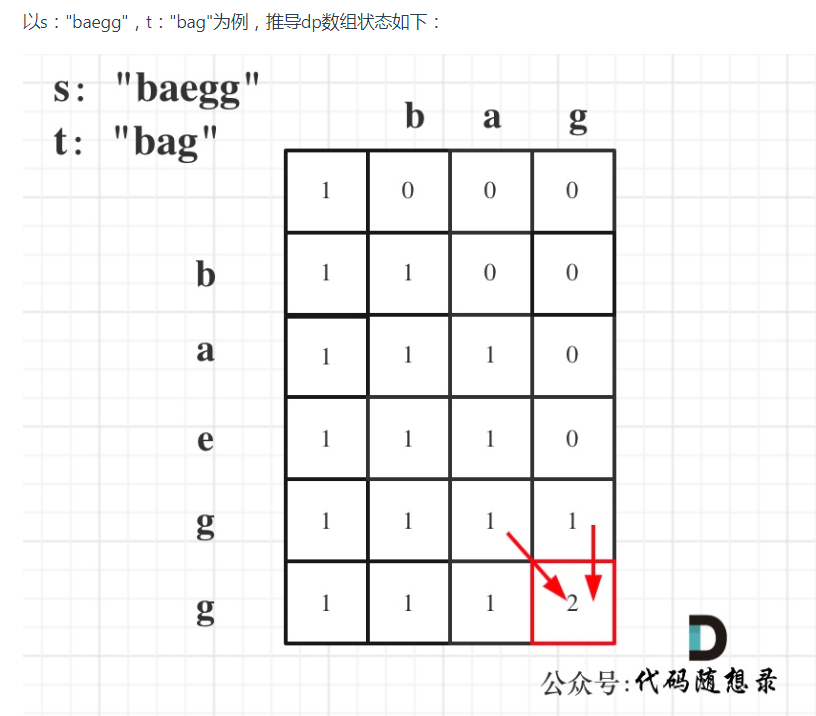 以s："baegg"，t："bag"为例，推导dp数组状态如下：
s: "baegg"
t: "bag"
b a g
1 0 0 0
b 1 1 0 0
a 1 1 1 0
e 1 1 1 0
g 1 1 1 1
g 1 1 1 2
公众号:代码随想录